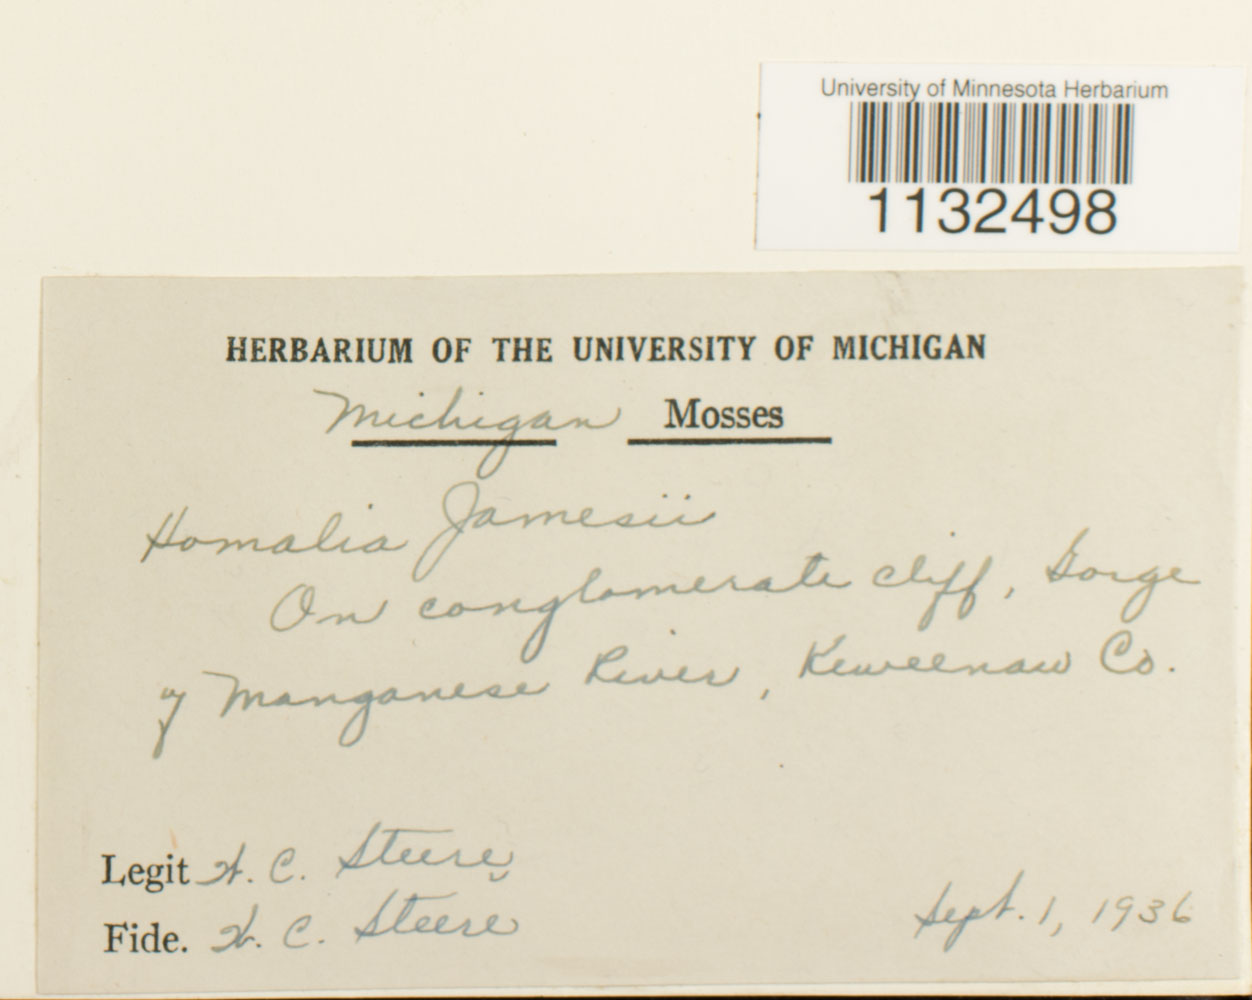 University of Minnesota Herbarium
1132498
HERBARIUM OF THE UNIVERSITY OF MICHIGAN
Michigan Mosses
Homalia Jamesii
On conglomerate cliff, Gorge
of Manganese River, Keweenaw Co.
Legit W. C. Steere
Fide. W. C. Steere
Sept. 1, 1936